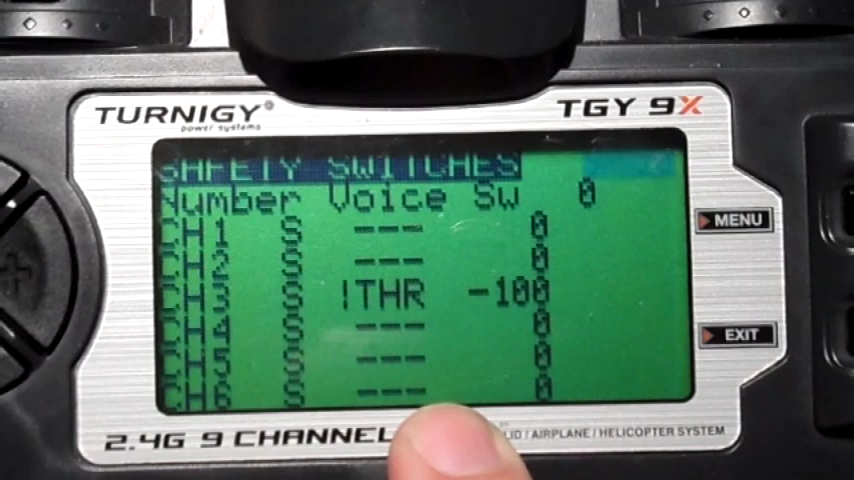 TURNIGY
power systems
TGY 9X
SAFETY SWITCHES
Number Voice Sw 0
CH1 S --- 0
CH2 S --- 0
CH3 S !THR -100
CH4 S --- 0
CH5 S --- 0
CH6 S --- 0
MENU
EXIT
2.4G 9 CHANNEL
/ AIRPLANE / HELICOPTER SYSTEM